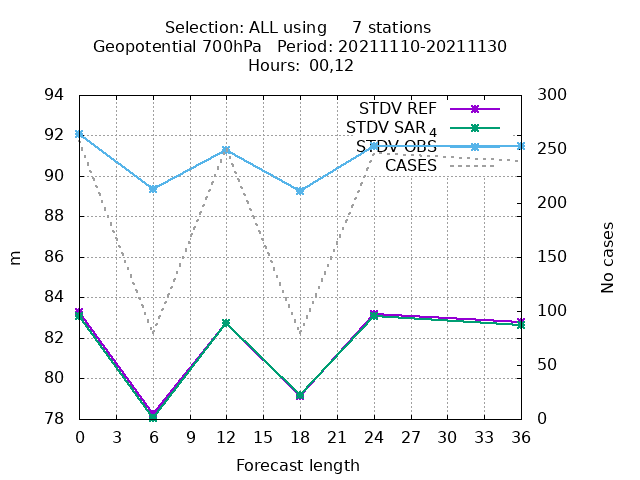 Selection: ALL using 7 stations
Geopotential 700hPa Period: 20211110-20211130
Hours: 00,12
94 300
STDV REF
STDV SAR 4
92
STDV OBS
250
CASES
90
88 200
86 150
m
No cases
84 100
82
80 50
78 0
0 3 6 9 12 15 18 21 24 27 30 33 36
Forecast length